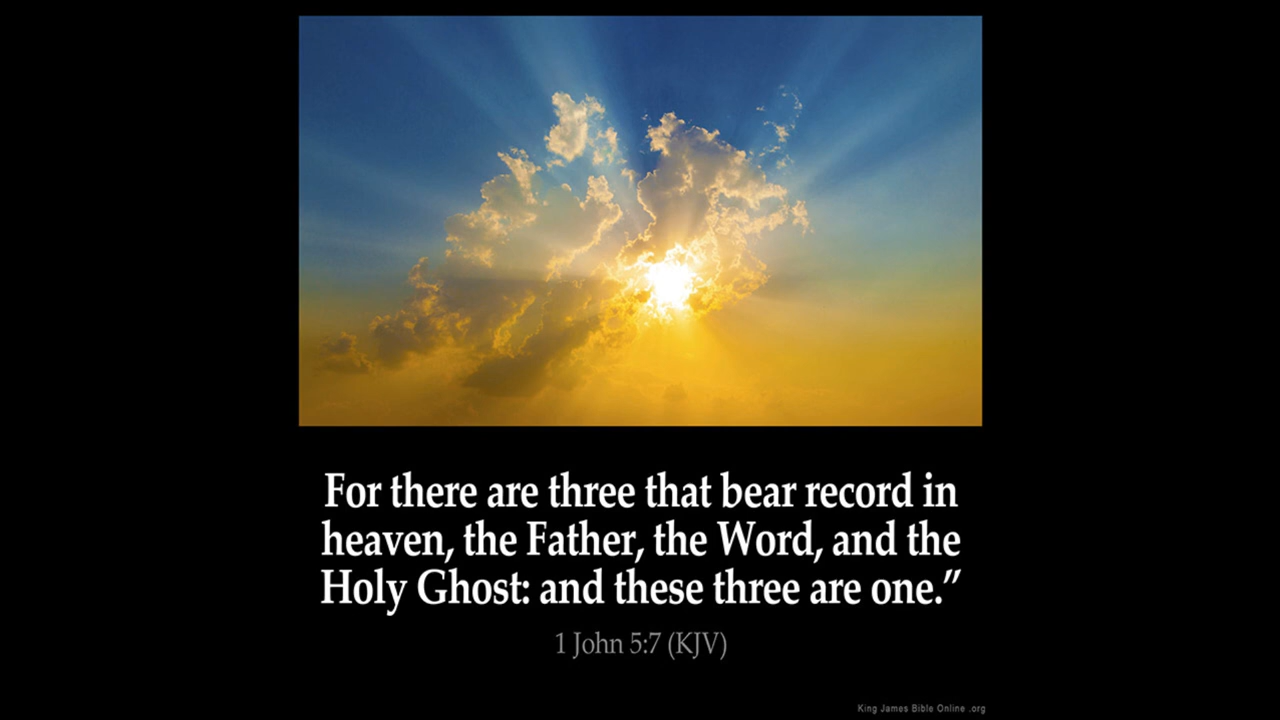 For there are three that bear record in
heaven, the Father, the Word, and the
Holy Ghost: and these three are one.”
1 John 5:7 (KJV)
King James Bible Online .org